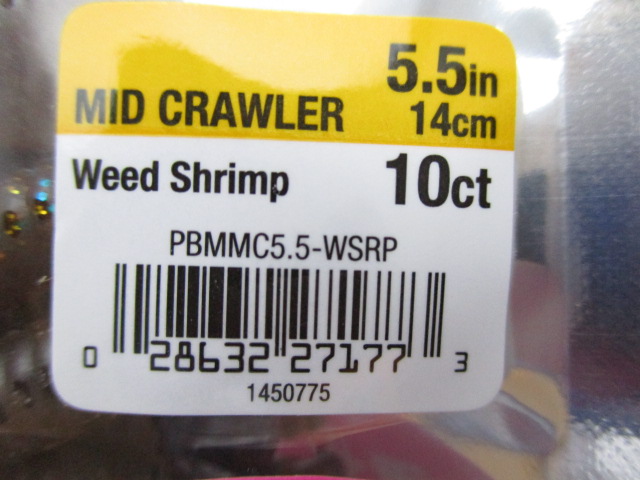 MID CRAWLER 5.5in
14cm
Weed Shrimp 10ct
PBMMC5.5-WSRP
0 28632 27177 3
1450775